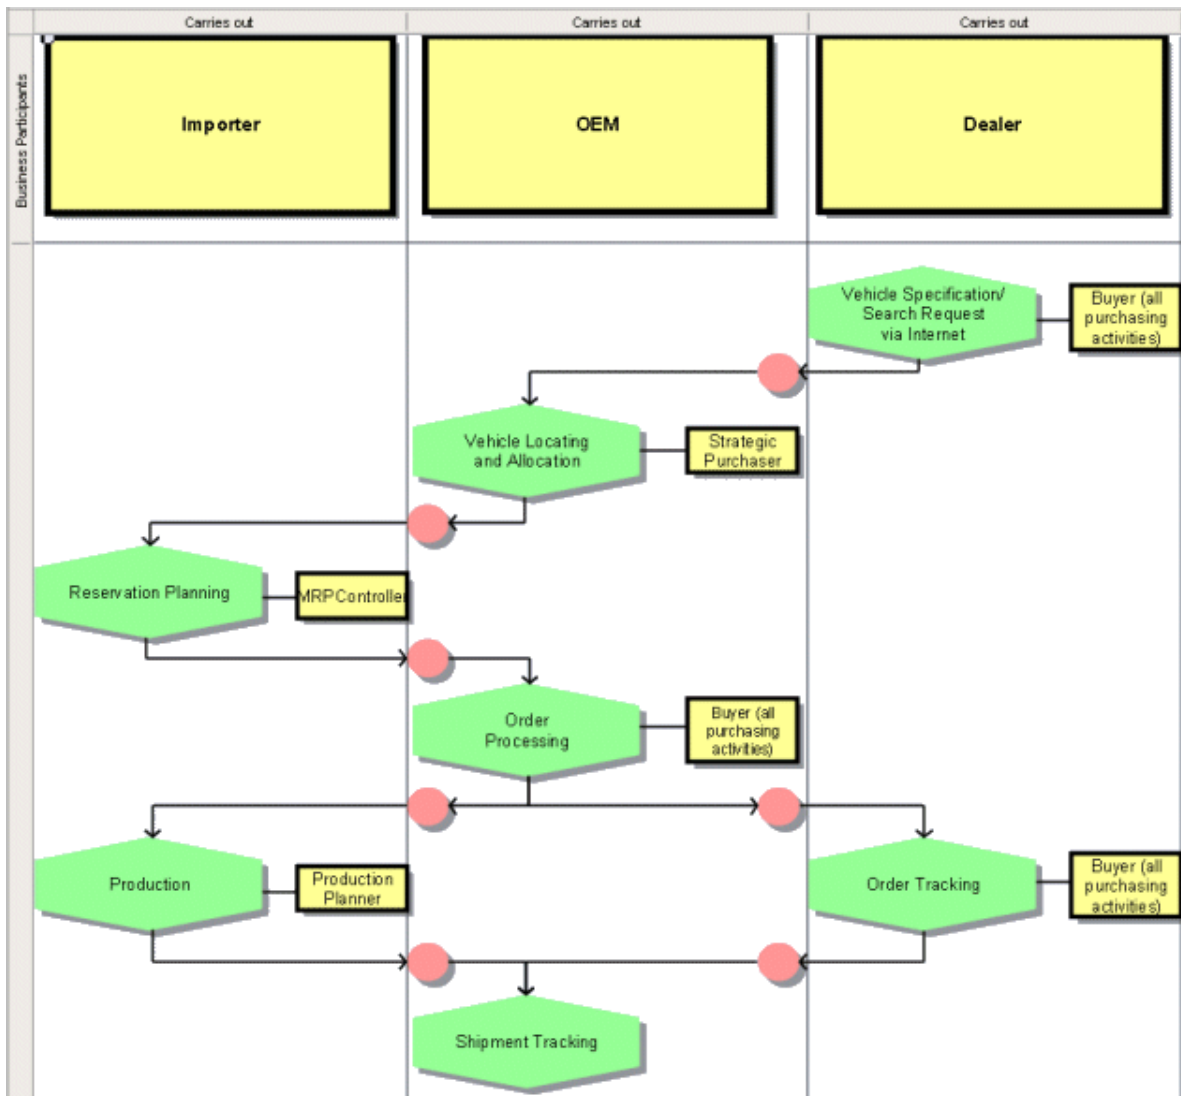 Carries out
Carries out
Carries out
Business Participants
Importer
OEM
Dealer
Vehicle Specification/
Search Request
via Internet
Buyer (all
purchasing
activities)
Vehicle Locating
and Allocation
Strategic
Purchaser
Reservation Planning
MRPController
Order
Processing
Buyer (all
purchasing
activities)
Production
Production
Planner
Order Tracking
Buyer (all
purchasing
activities)
Shipment Tracking